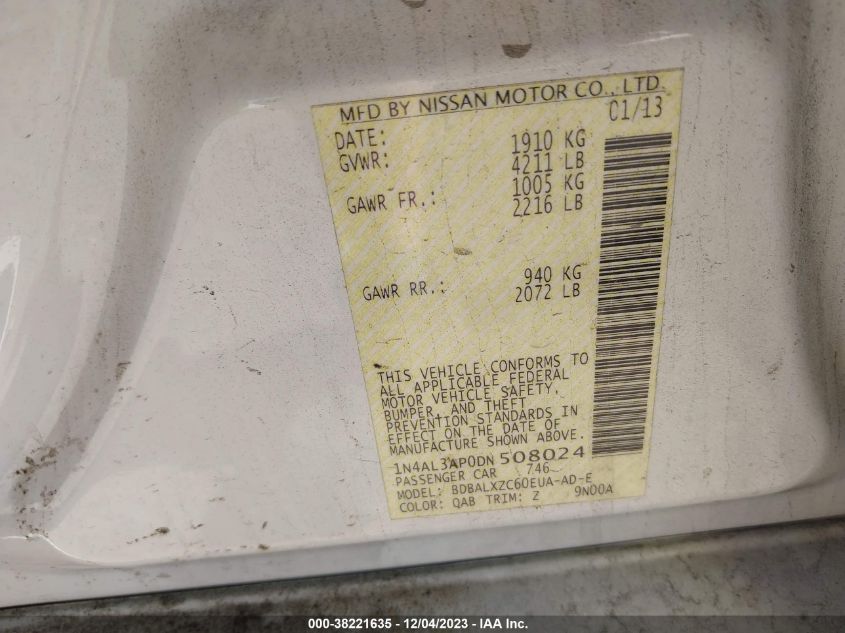 MFD BY NISSAN MOTOR CO., LTD.
DATE: 01/13
GVWR: 1910 KG
4211 LB
GAWR FR.: 1005 KG
2216 LB
GAWR RR.: 940 KG
2072 LB
THIS VEHICLE CONFORMS TO
ALL APPLICABLE FEDERAL
MOTOR VEHICLE SAFETY,
BUMPER, AND THEFT
PREVENTION STANDARDS IN
EFFECT ON THE DATE OF
MANUFACTURE SHOWN ABOVE.
1N4AL3AP0DN508024
PASSENGER CAR 746
MODEL: BDBALXZC60EUA-AD-E
COLOR: QAB TRIM: Z 9N00A
000-38221635 - 12/04/2023 - IAA Inc.